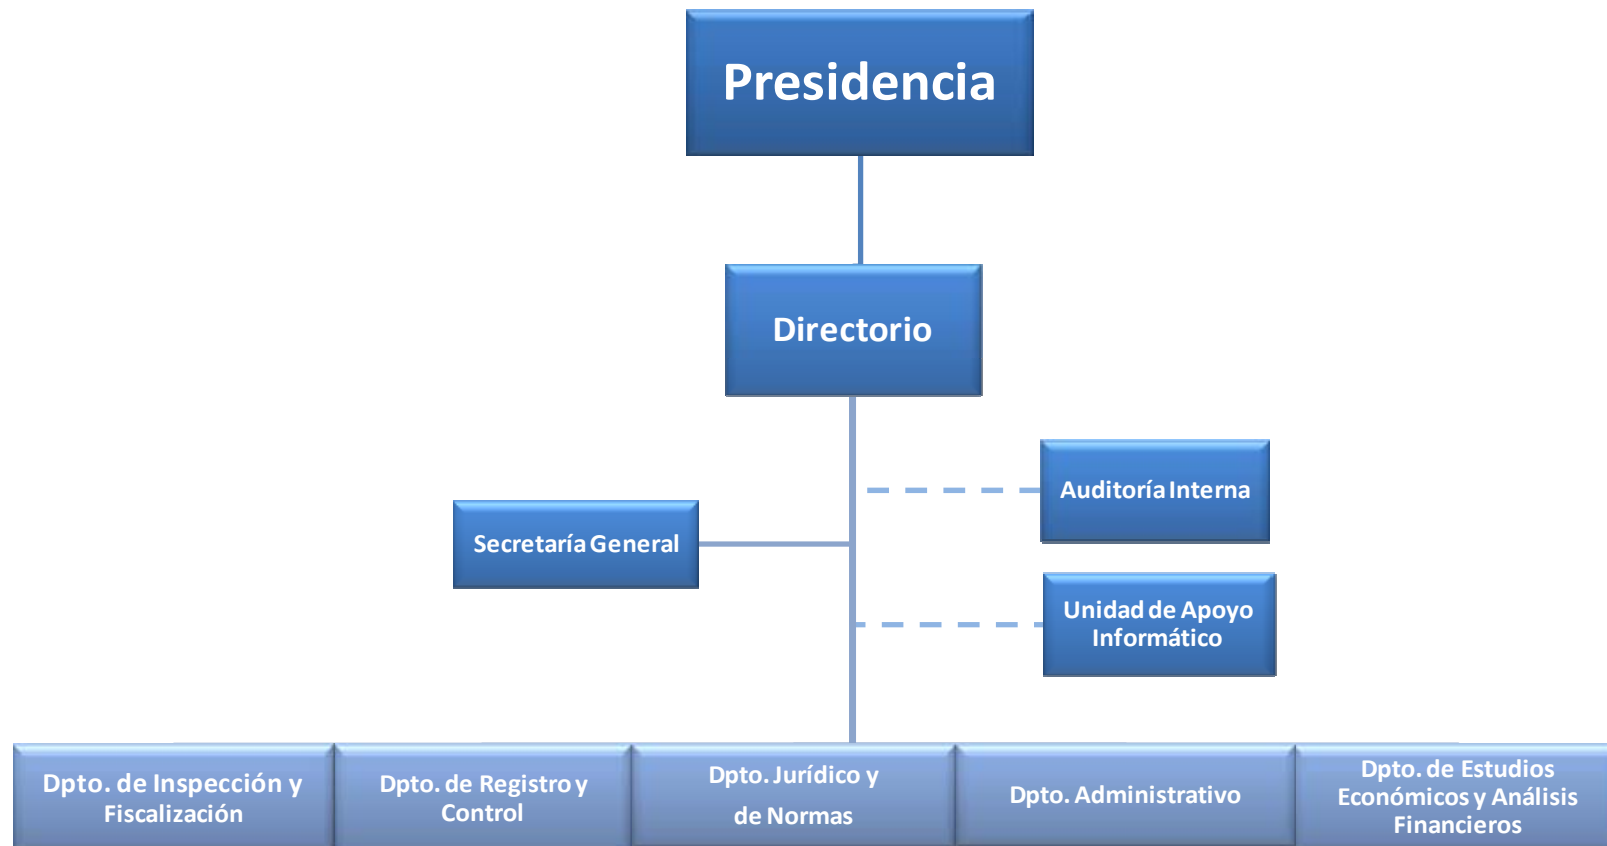 Presidencia
Directorio
Auditoría Interna
Secretaría General
Unidad de Apoyo
Informático
Dpto. de Inspección y
Fiscalización
Dpto. de Registro y
Control
Dpto. Jurídico y
de Normas
Dpto. Administrativo
Dpto. de Estudios
Económicos y Análisis
Financieros